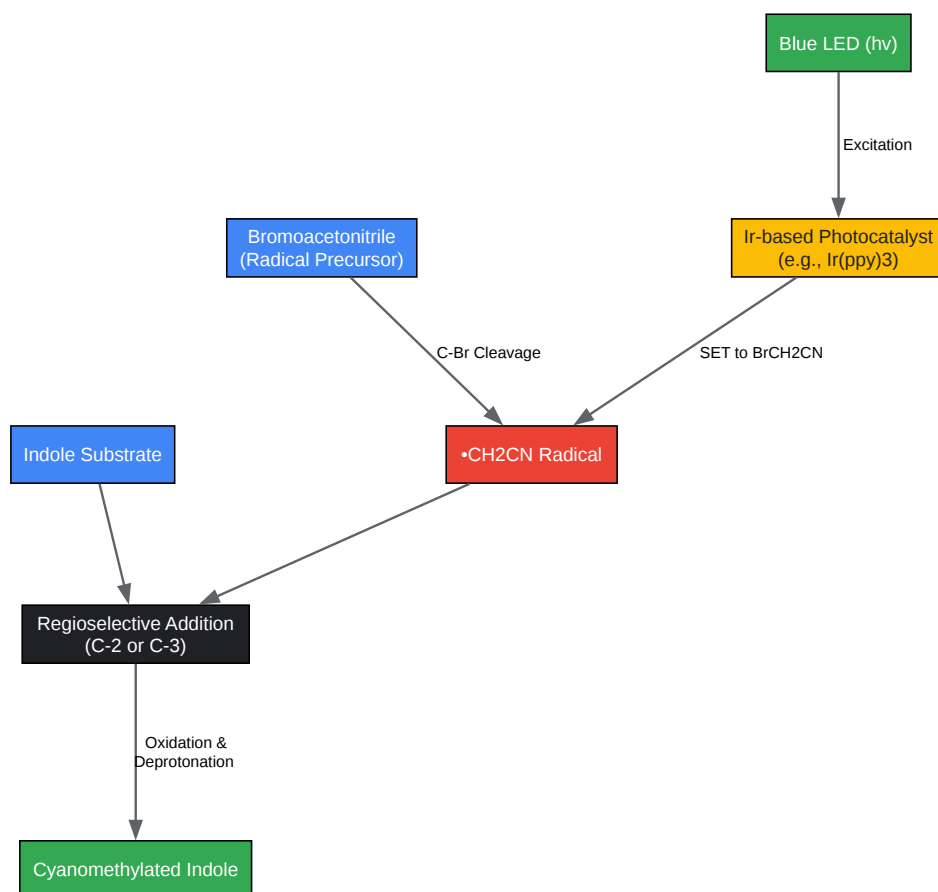 Blue LED (hv)
Excitation
Bromoacetonitrile
(Radical Precursor)
Ir-based Photocatalyst
(e.g., Ir(ppy)3)
C-Br Cleavage
SET to BrCH2CN
Indole Substrate
•CH2CN Radical
Regioselective Addition
(C-2 or C-3)
Oxidation &
Deprotonation
Cyanomethylated Indole